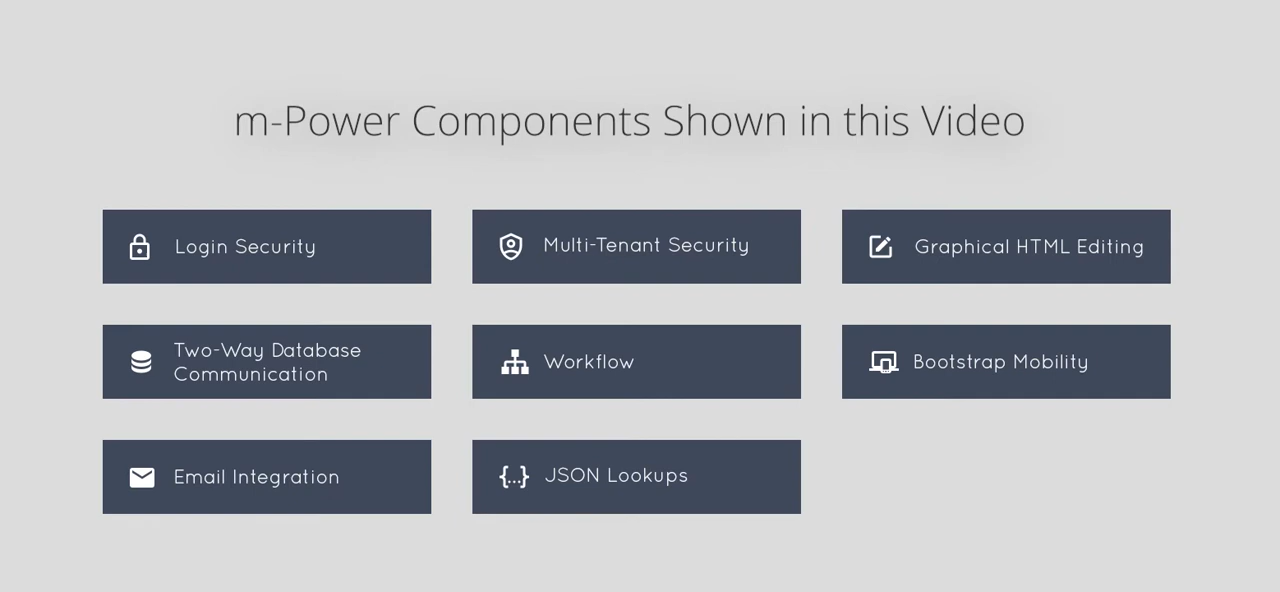 m-Power Components Shown in this Video
Login Security
Multi-Tenant Security
Graphical HTML Editing
Two-Way Database
Communication
Workflow
Bootstrap Mobility
Email Integration
{...} JSON Lookups